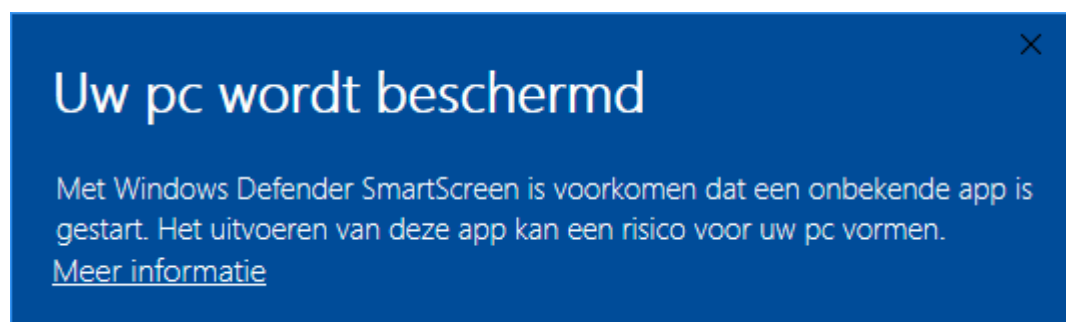 Uw pc wordt beschermd
Met Windows Defender SmartScreen is voorkomen dat een onbekende app is
gestart. Het uitvoeren van deze app kan een risico voor uw pc vormen.
Meer informatie